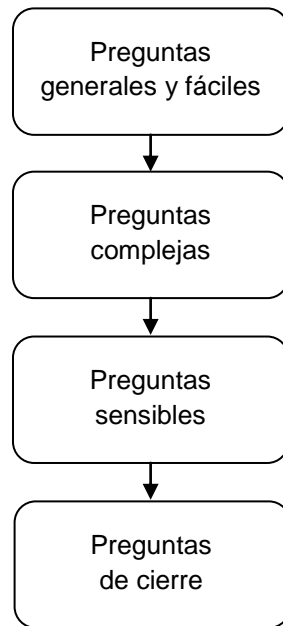 Preguntas
generales y fáciles
Preguntas
complejas
Preguntas
sensibles
Preguntas
de cierre